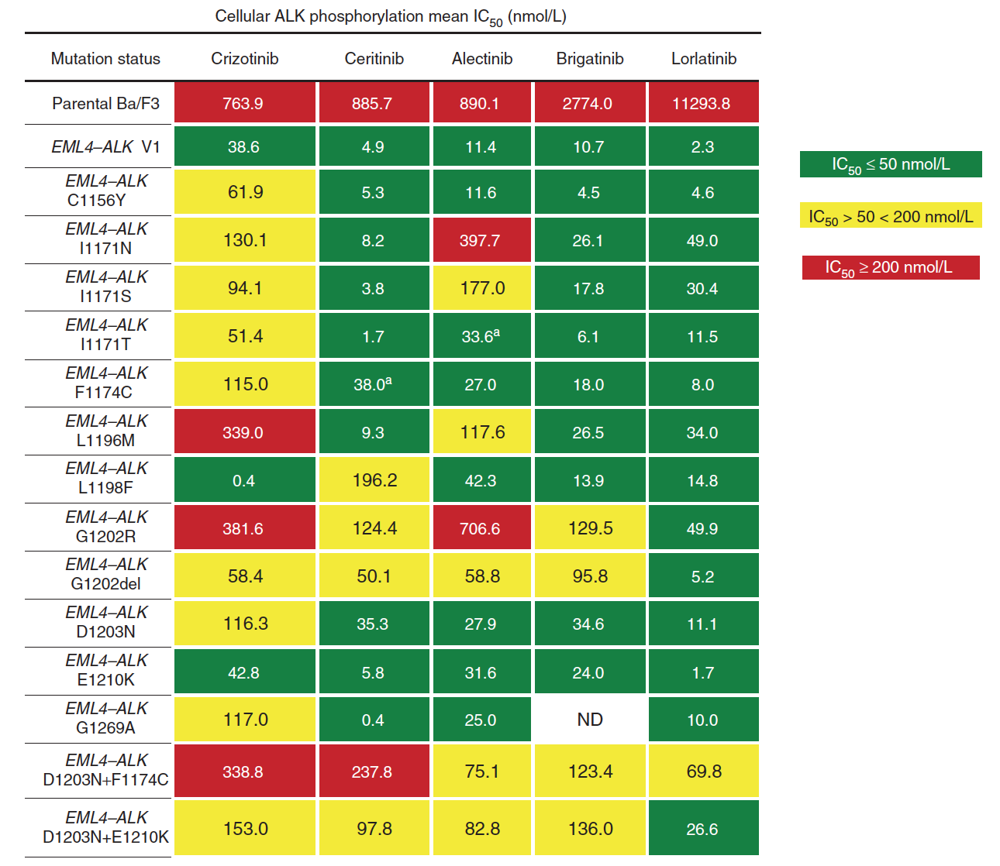 Cellular ALK phosphorylation mean IC50 (nmol/L)
Mutation status Crizotinib Ceritinib Alectinib Brigatinib Lorlatinib
Parental Ba/F3 763.9 885.7 890.1 2774.0 11293.8
EML4–ALK V1 38.6 4.9 11.4 10.7 2.3
EML4–ALK
C1156Y 61.9 5.3 11.6 4.5 4.6
EML4–ALK
I1171N 130.1 8.2 397.7 26.1 49.0
EML4–ALK
I1171S 94.1 3.8 177.0 17.8 30.4
EML4–ALK
I1171T 51.4 1.7 33.6a 6.1 11.5
EML4–ALK
F1174C 115.0 38.0a 27.0 18.0 8.0
EML4–ALK
L1196M 339.0 9.3 117.6 26.5 34.0
EML4–ALK
L1198F 0.4 196.2 42.3 13.9 14.8
EML4–ALK
G1202R 381.6 124.4 706.6 129.5 49.9
EML4–ALK
G1202del 58.4 50.1 58.8 95.8 5.2
EML4–ALK
D1203N 116.3 35.3 27.9 34.6 11.1
EML4–ALK
E1210K 42.8 5.8 31.6 24.0 1.7
EML4–ALK
G1269A 117.0 0.4 25.0 ND 10.0
EML4–ALK
D1203N+F1174C 338.8 237.8 75.1 123.4 69.8
EML4–ALK
D1203N+E1210K 153.0 97.8 82.8 136.0 26.6
IC50 ≤ 50 nmol/L
IC50 > 50 < 200 nmol/L
IC50 ≥ 200 nmol/L